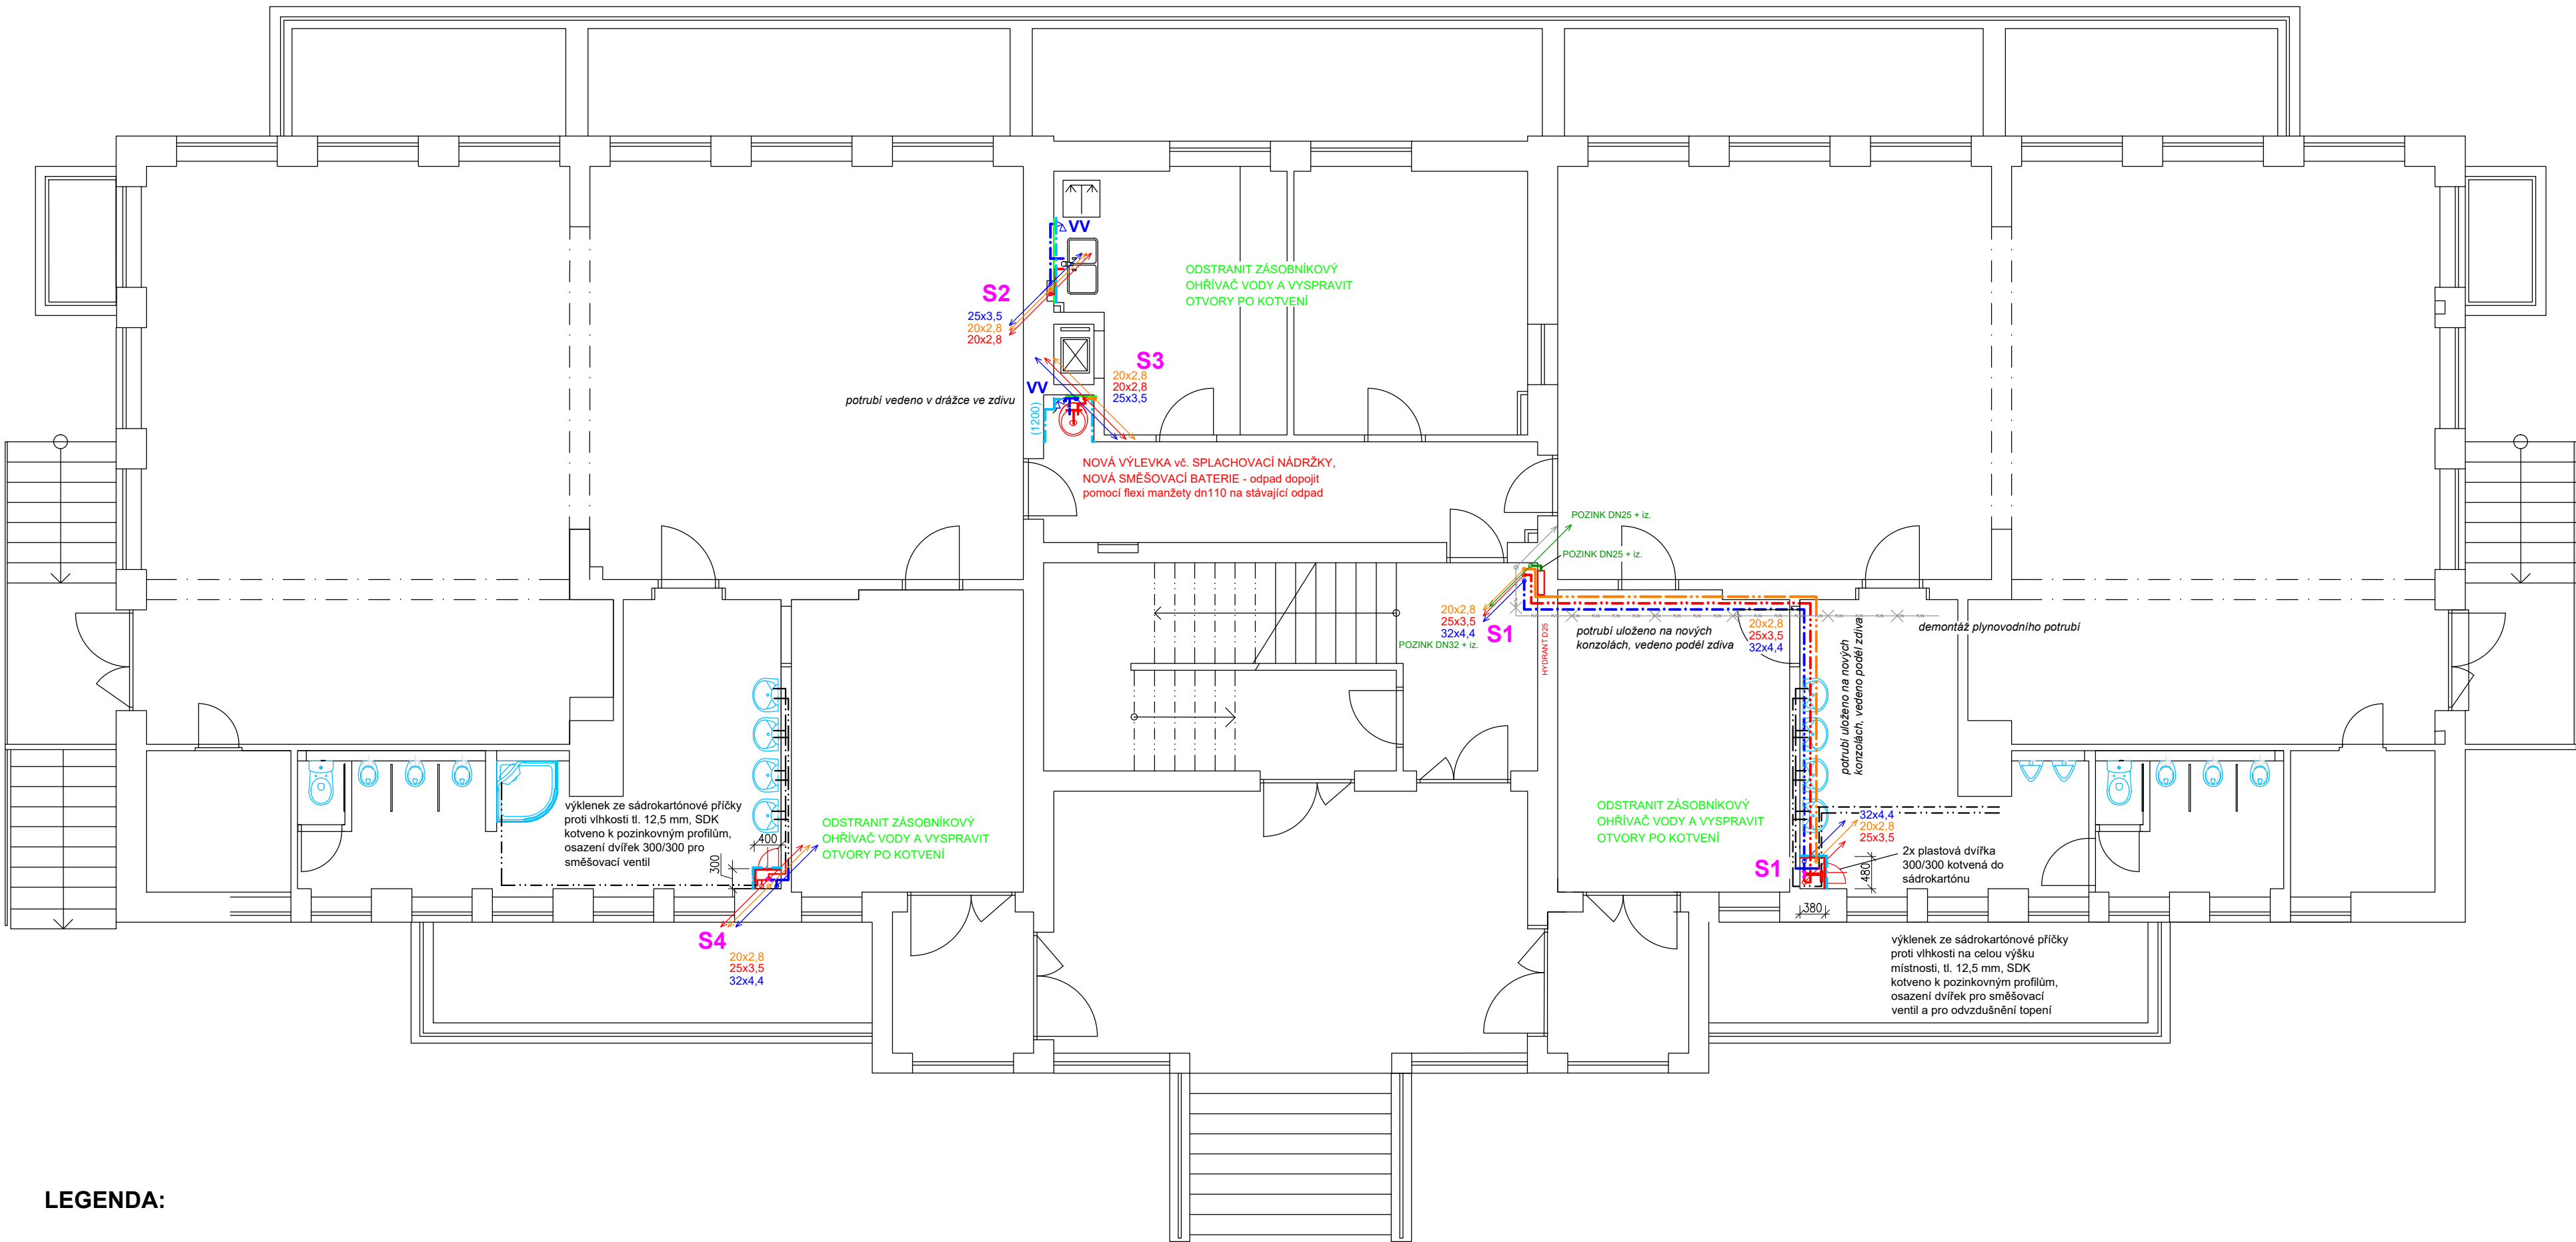 VV
S2
25x3,5
20x2,8
20x2,8
ODSTRANIT ZÁSOBNÍKOVÝ
OHŘÍVAČ VODY A VYSPRAVIT
OTVORY PO KOTVENÍ
S3
20x2,8
20x2,8
25x3,5
VV
(1200)
potrubí vedeno v drážce ve zdivu
NOVÁ VÝLEVKA vč. SPLACHOVACÍ NÁDRŽKY,
NOVÁ SMĚŠOVACÍ BATERIE - odpad dopojit
pomocí flexi manžety dn110 na stávající odpad
POZINK DN25 + iz.
POZINK DN25 + iz.
20x2,8
25x3,5
32x4,4
S1
POZINK DN32 + iz.
HYDRANT D25
potrubí uloženo na nových
konzolách, vedeno podél zdiva
20x2,8
25x3,5
32x4,4
potrubí uloženo na nových
konzolách, vedeno podél zdiva
demontáž plynovodního potrubí
výklenek ze sádrokartónové příčky
proti vlhkosti tl. 12,5 mm, SDK
kotveno k pozinkovným profilům,
osazení dvířek 300/300 pro
směšovací ventil
400
300
ODSTRANIT ZÁSOBNÍKOVÝ
OHŘÍVAČ VODY A VYSPRAVIT
OTVORY PO KOTVENÍ
S4
20x2,8
25x3,5
32x4,4
ODSTRANIT ZÁSOBNÍKOVÝ
OHŘÍVAČ VODY A VYSPRAVIT
OTVORY PO KOTVENÍ
32x4,4
20x2,8
25x3,5
S1
480
380
2x plastová dvířka
300/300 kotvená do
sádrokartónu
výklenek ze sádrokartónové příčky
proti vlhkosti na celou výšku
místnosti, tl. 12,5 mm, SDK
kotveno k pozinkovným profilům,
osazení dvířek pro směšovací
ventil a pro odvzdušnění topení
LEGENDA: